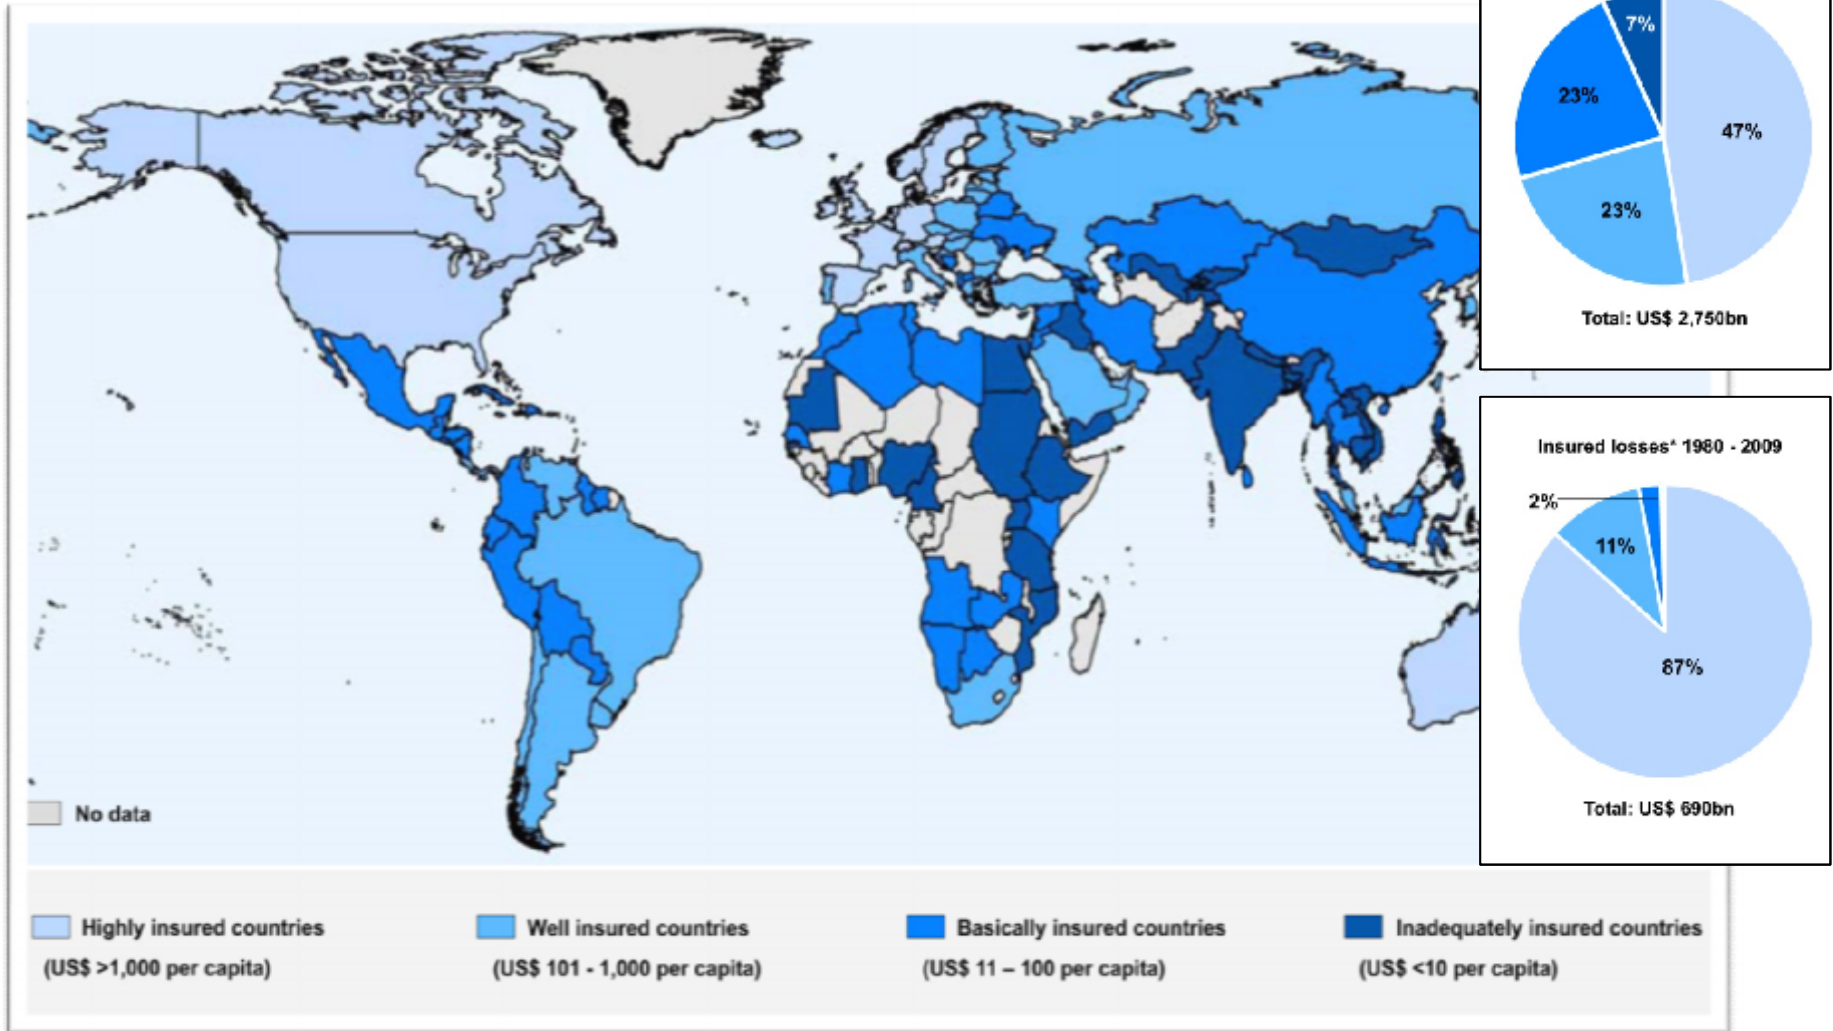 7%
23%
47%
23%
Total: US$ 2,750bn
Insured losses* 1980 - 2009
2%
11%
87%
Total: US$ 690bn
No data
Highly insured countries
(US$ >1,000 per capita)
Well insured countries
(US$ 101 - 1,000 per capita)
Basically insured countries
(US$ 11 – 100 per capita)
Inadequately insured countries
(US$ <10 per capita)